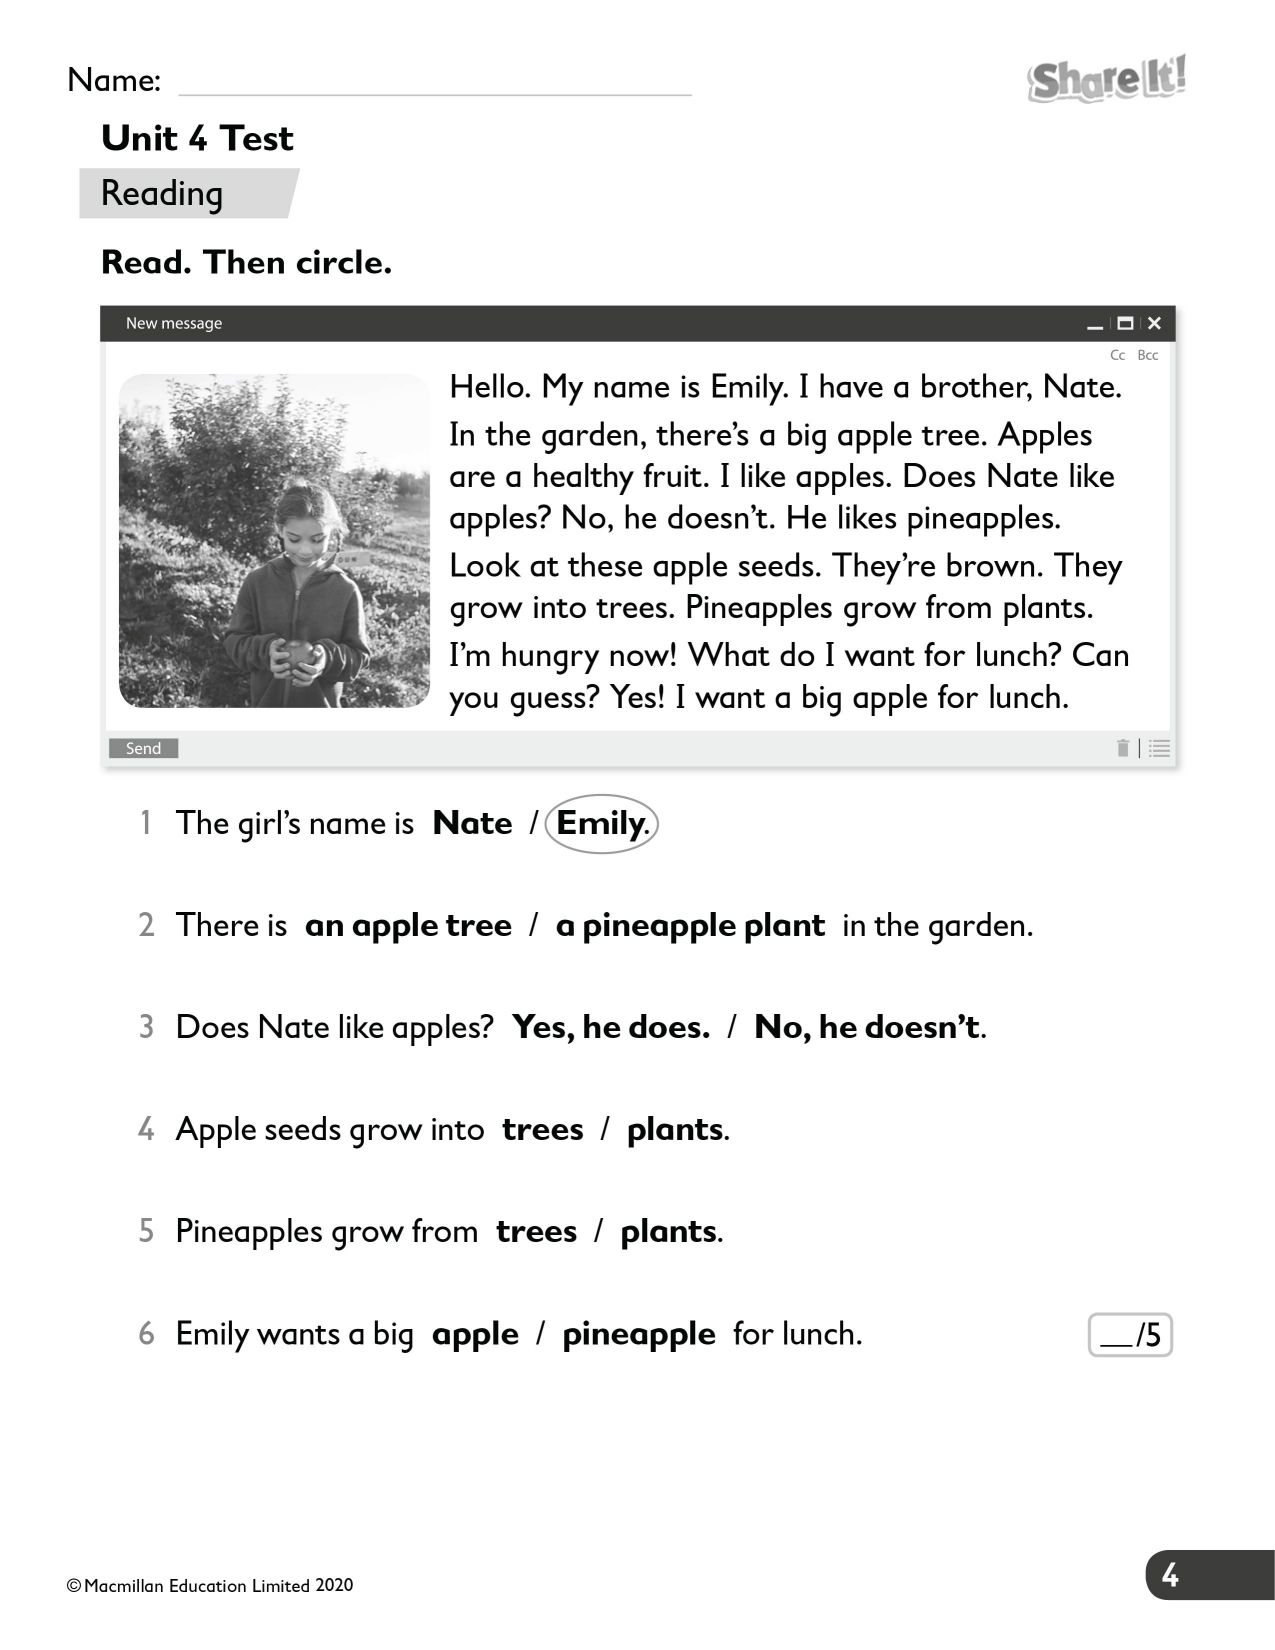 Name:
Share It!
Unit 4 Test
Reading
Read. Then circle.
New message
Cc Bcc
Hello. My name is Emily. I have a brother, Nate.
In the garden, there's a big apple tree. Apples
are a healthy fruit. I like apples. Does Nate like
apples? No, he doesn't. He likes pineapples.
Look at these apple seeds. They're brown. They
grow into trees. Pineapples grow from plants.
I'm hungry now! What do I want for lunch? Can
you guess? Yes! I want a big apple for lunch.
Send
1 The girl's name is Nate / Emily.
2 There is an apple tree / a pineapple plant in the garden.
3 Does Nate like apples? Yes, he does. / No, he doesn't.
4 Apple seeds grow into trees / plants.
5 Pineapples grow from trees / plants.
6 Emily wants a big apple / pineapple for lunch.
__/5
© Macmillan Education Limited 2020
4